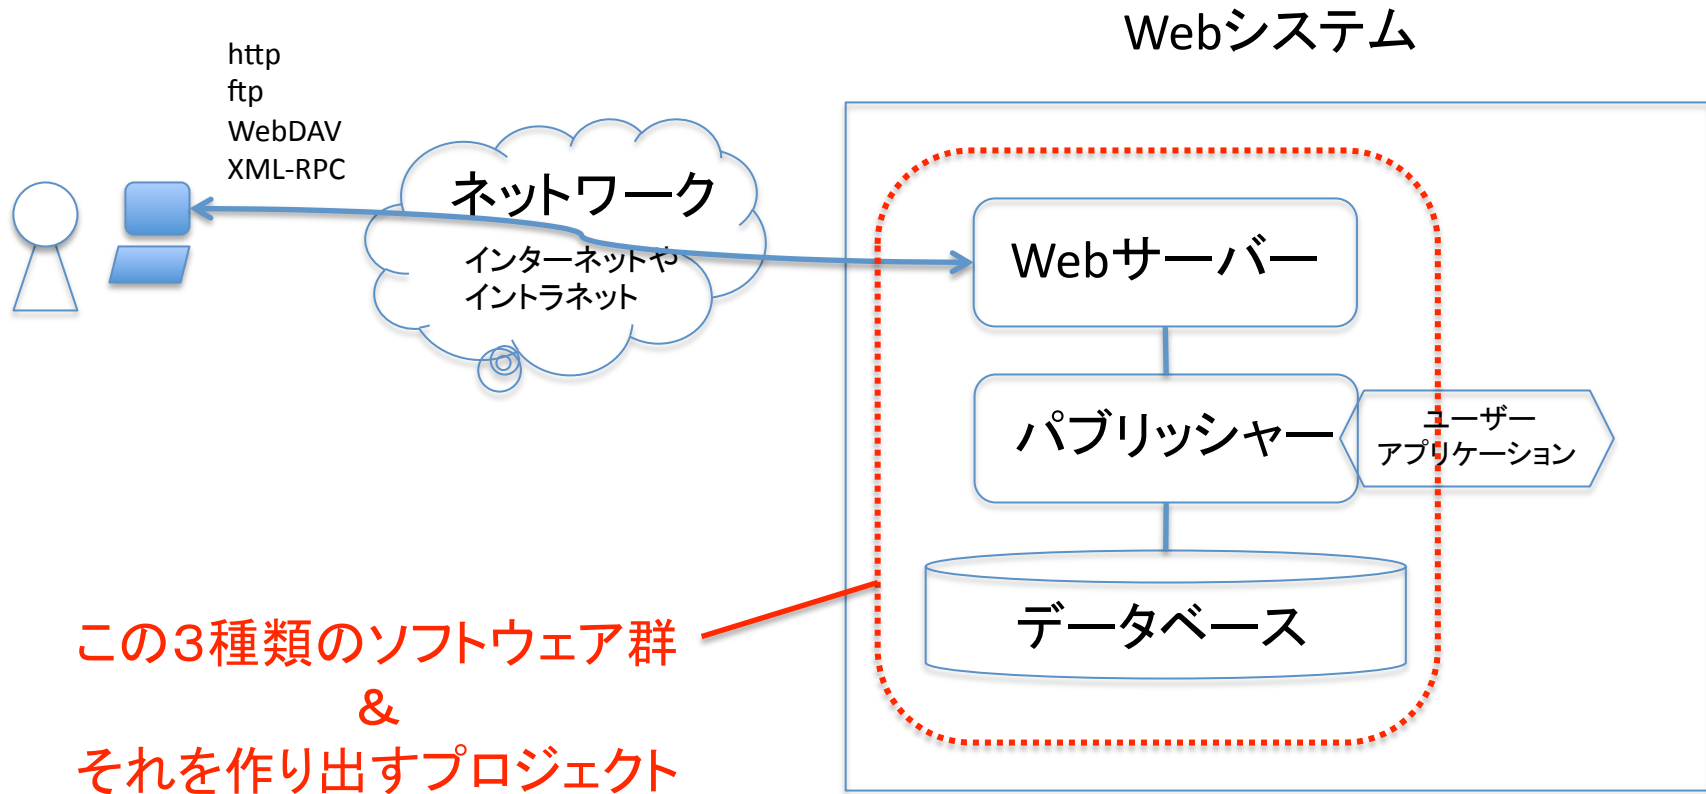 Webシステム
http
ftp
WebDAV
XML-RPC
ネットワーク
インターネットや
イントラネット
Webサーバー
パブリッシャー
ユーザー
アプリケーション
データベース
この３種類のソフトウェア群
&
それを作り出すプロジェクト